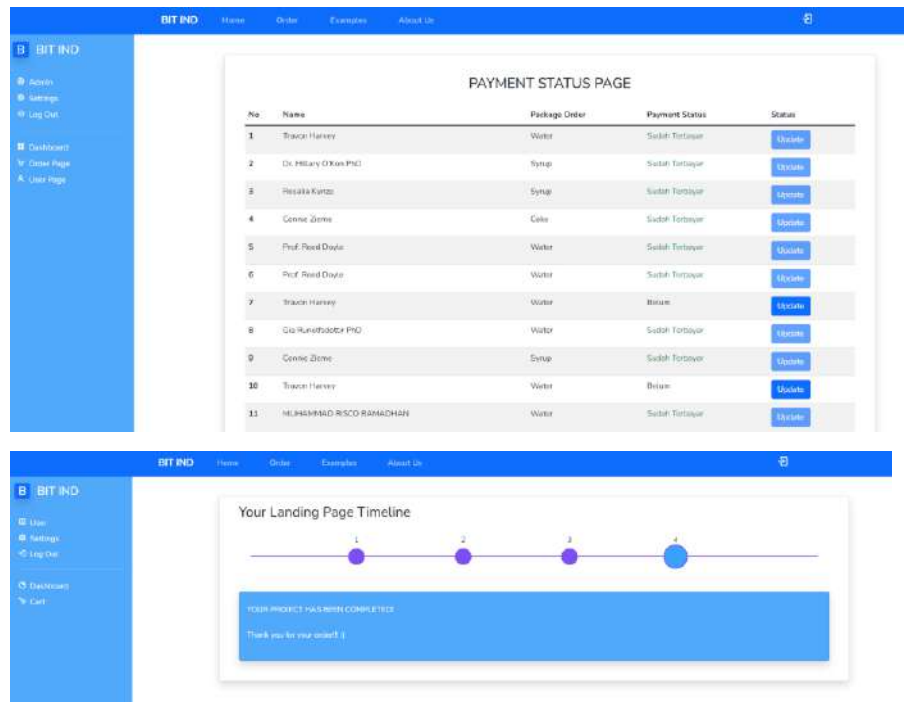 BIT IND Home Order Examples About Us
B BIT IND
Admin
Settings
Log Out
Dashboard
Order Page
User Page
PAYMENT STATUS PAGE
No Name Package Order Payment Status Status
1 Travon Harvey Water Sudah Terbayar Update
2 Dr. Hillary O'Kon PhD Syrup Sudah Terbayar Update
3 Rosalia Kunze Syrup Sudah Terbayar Update
4 Connie Zieme Coke Sudah Terbayar Update
5 Prof. Reed Doyle Water Sudah Terbayar Update
6 Prof. Reed Doyle Water Sudah Terbayar Update
7 Travon Harvey Water Belum Update
8 Gia PhD Water Sudah Terbayar Update
9 Connie Zieme Syrup Sudah Terbayar Update
10 Travon Harvey Water Belum Update
11 MUHAMMAD RISCO RAMADHAN Water Sudah Terbayar Update
BIT IND Home Order Examples About Us
B BIT IND
User
Settings
Log Out
Dashboard
Cart
Your Landing Page Timeline
1 2 3 4
YOUR PROJECT HAS BEEN COMPLETED!
Thank you for your order!! :)